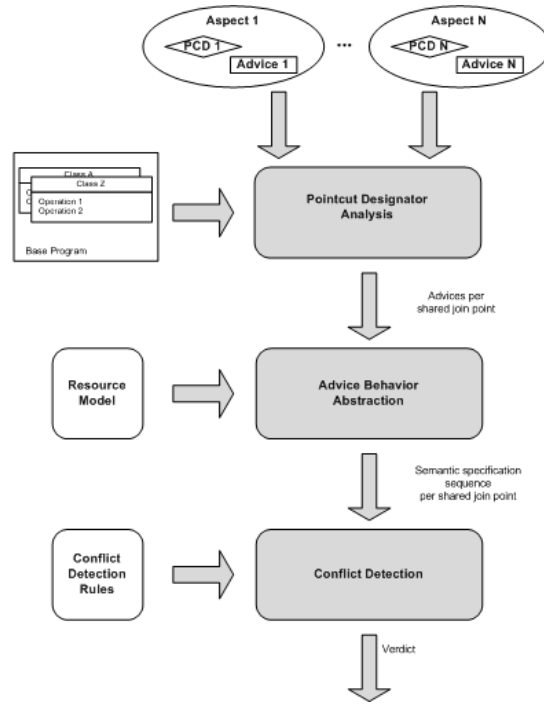 Aspect 1
PCD 1
Advice 1
...
Aspect N
PCD N
Advice N
Class A
Class Z
Operation 1
Operation 2
Base Program
Pointcut Designator
Analysis
Advices per
shared join point
Resource
Model
Advice Behavior
Abstraction
Semantic specification
sequence
per shared join point
Conflict
Detection
Rules
Conflict Detection
Verdict